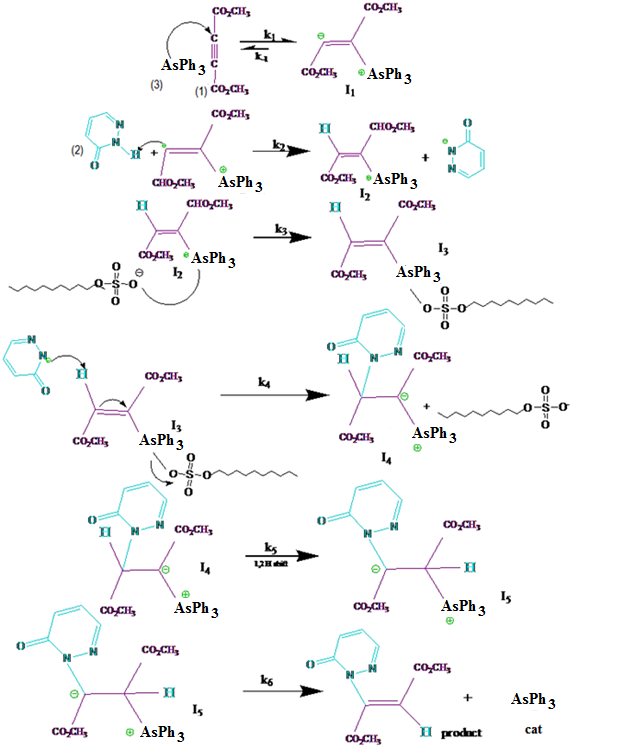 CO₂CH₃ CO₂CH₃
C k₁ ⊖
AsPh₃ C k₋₁
(3) (1) CO₂CH₃ CO₂CH₃ ⊕ AsPh₃
I₁
CO₂CH₃ CHO₂CH₃ O
N H ⊖
(2) N H + k₂ + N N
O CHO₂CH₃ ⊕ AsPh₃ CO₂CH₃ ⊕ AsPh₃
I₂
H CHO₂CH₃ H CO₂CH₃
k₃ I₃
CO₂CH₃ ⊕ AsPh₃ CO₂CH₃ AsPh₃
O I₂ O
O S O ⊖ O S O
O O
N O N N
N H CO₂CH₃ H CO₂CH₃
O k₄ ⊖ + O S O⁻
CO₂CH₃ I₃ O
AsPh₃ CO₂CH₃ AsPh₃ I₄
O ⊕
O S O
O
O N N O N N
H CO₂CH₃ k₅ CO₂CH₃
⊖ I₄ 1,2 H shift ⊖ H
CO₂CH₃ AsPh₃ CO₂CH₃ AsPh₃ I₅
⊕ ⊕
O N N O N N
CO₂CH₃ k₆ CO₂CH₃
⊖ H I₅ + AsPh₃
CO₂CH₃ ⊕ AsPh₃ CO₂CH₃ H product cat